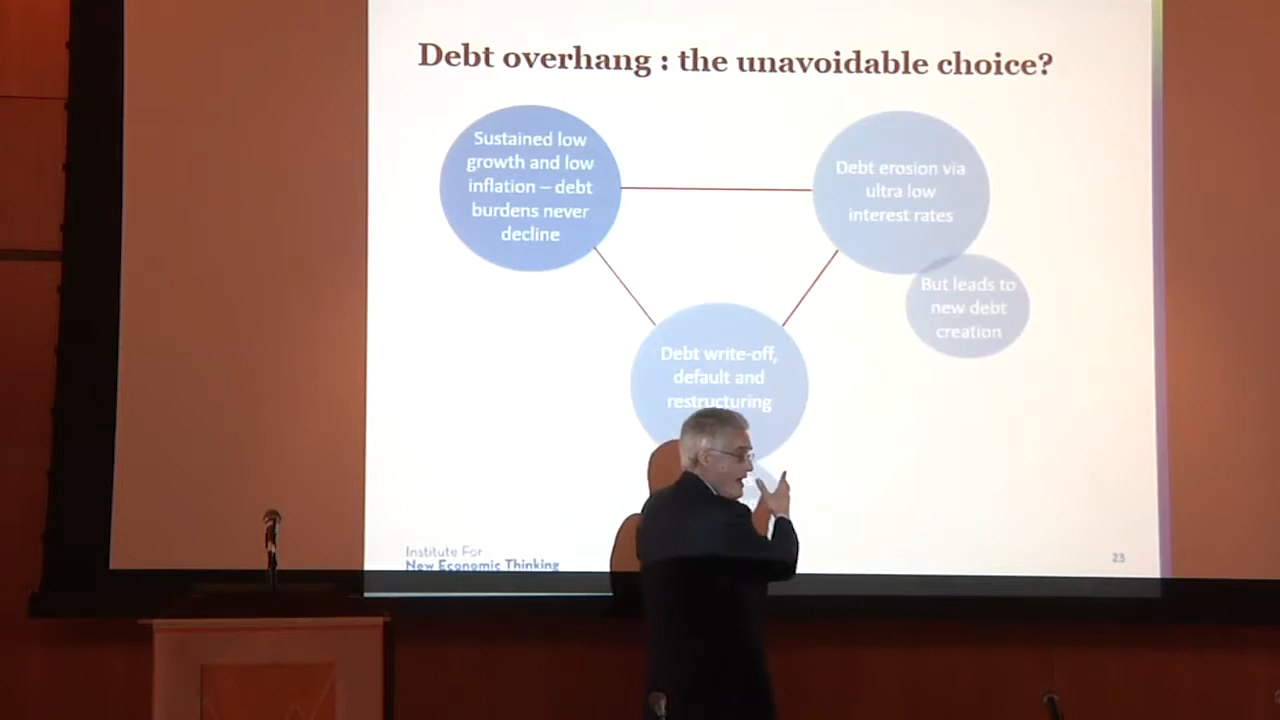 Debt overhang : the unavoidable choice?
Sustained low
growth and low
inflation – debt
burdens never
decline
Debt erosion via
ultra low
interest rates
But leads to
new debt
creation
Debt write-off,
default and
restructuring
Institute For
New Economic Thinking
23